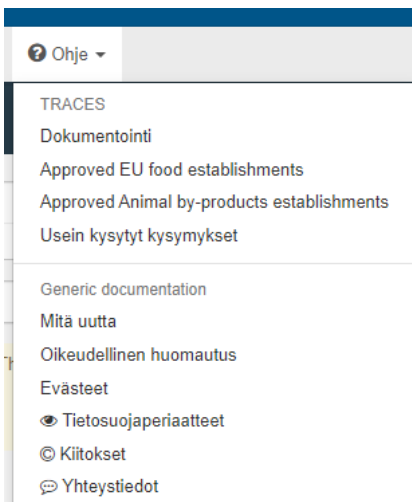 Ohje
TRACES
Dokumentointi
Approved EU food establishments
Approved Animal by-products establishments
Usein kysytyt kysymykset
Generic documentation
Mitä uutta
Oikeudellinen huomautus
Evästeet
Tietosuojaperiaatteet
Kiitokset
Yhteystiedot